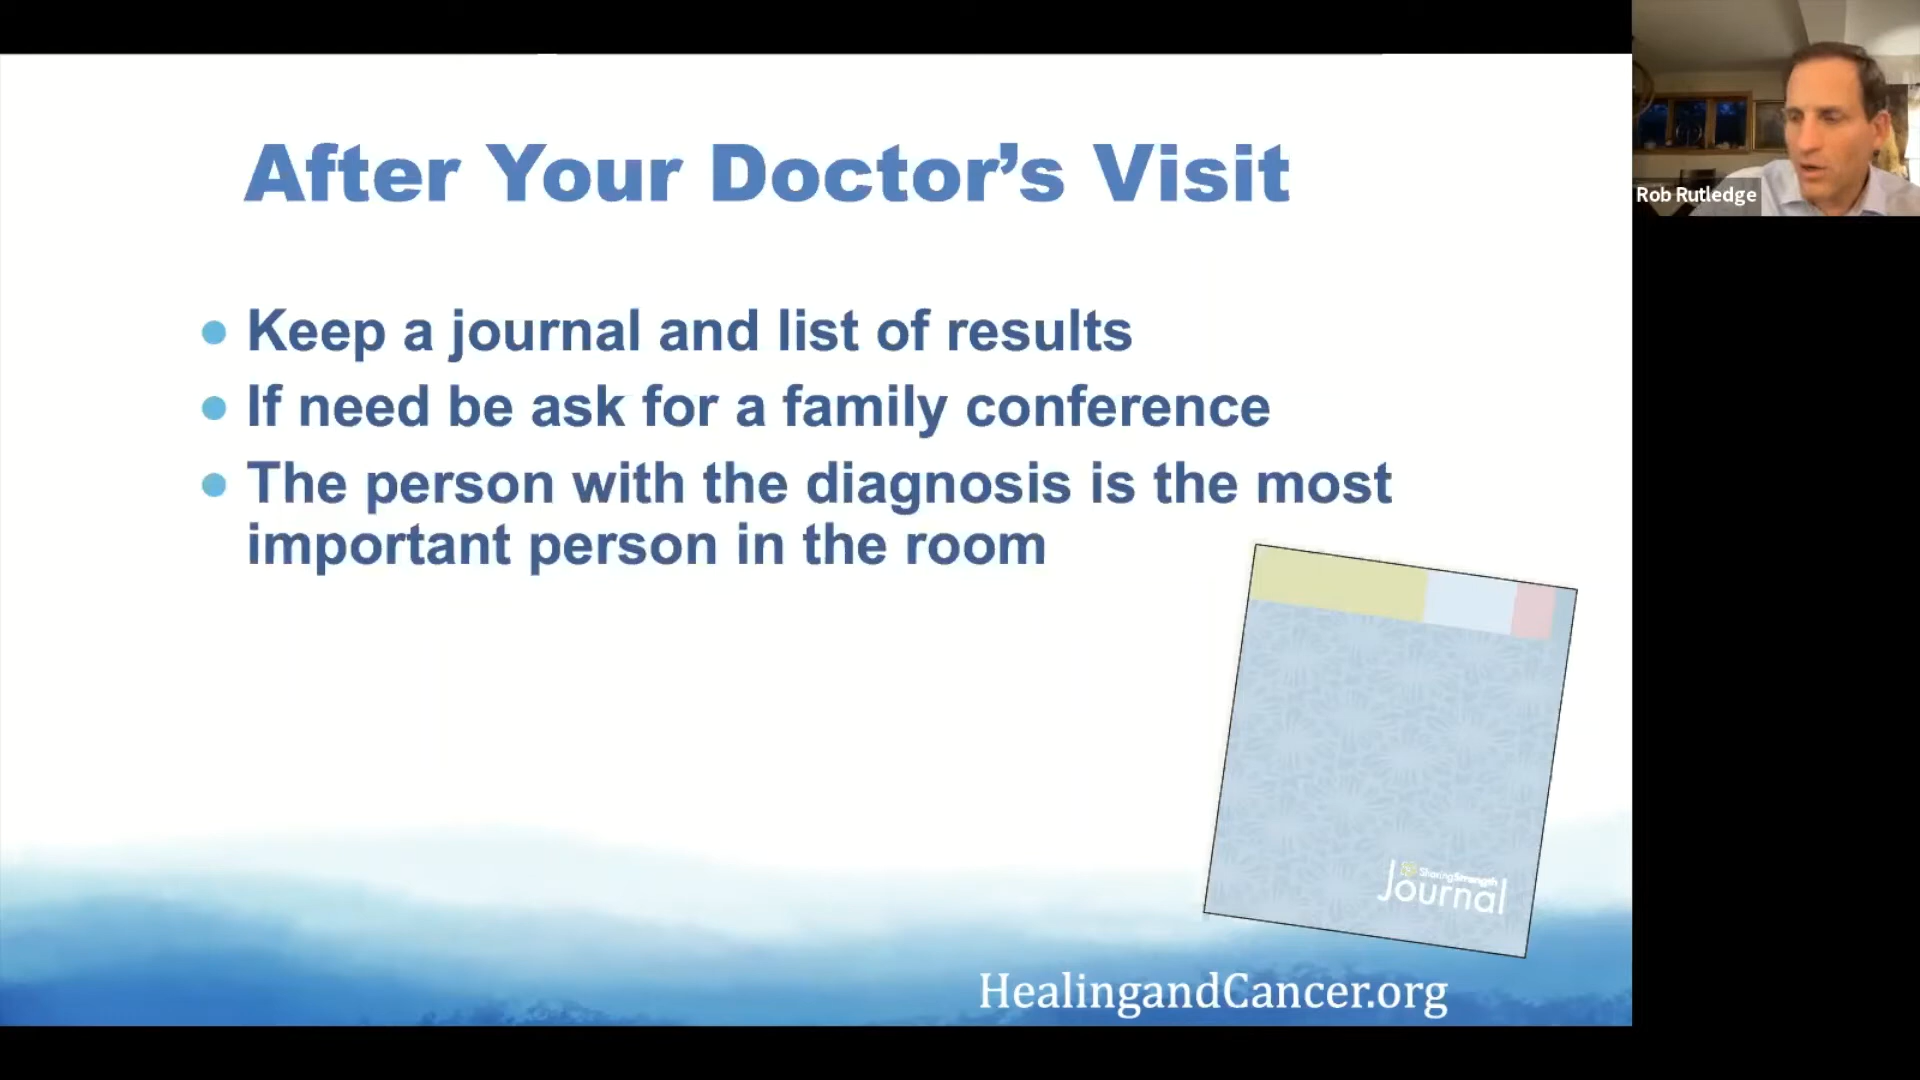 After Your Doctor’s Visit
Rob Rutledge
Keep a journal and list of results
If need be ask for a family conference
The person with the diagnosis is the most
important person in the room
SharingStrength
Journal
HealingandCancer.org